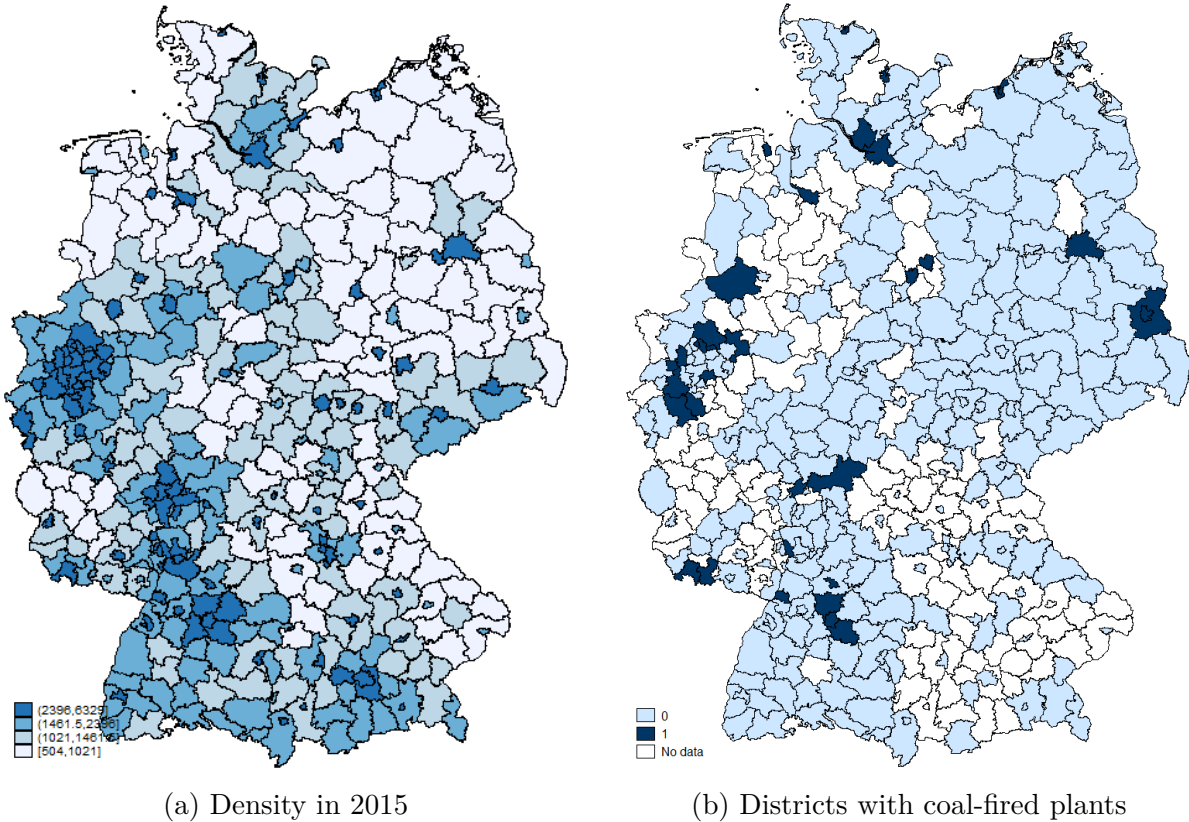 (2396,6329]
(1461.5,2396]
(1021,1461.5]
[504,1021]
0
1
No data
(a) Density in 2015
(b) Districts with coal-fired plants